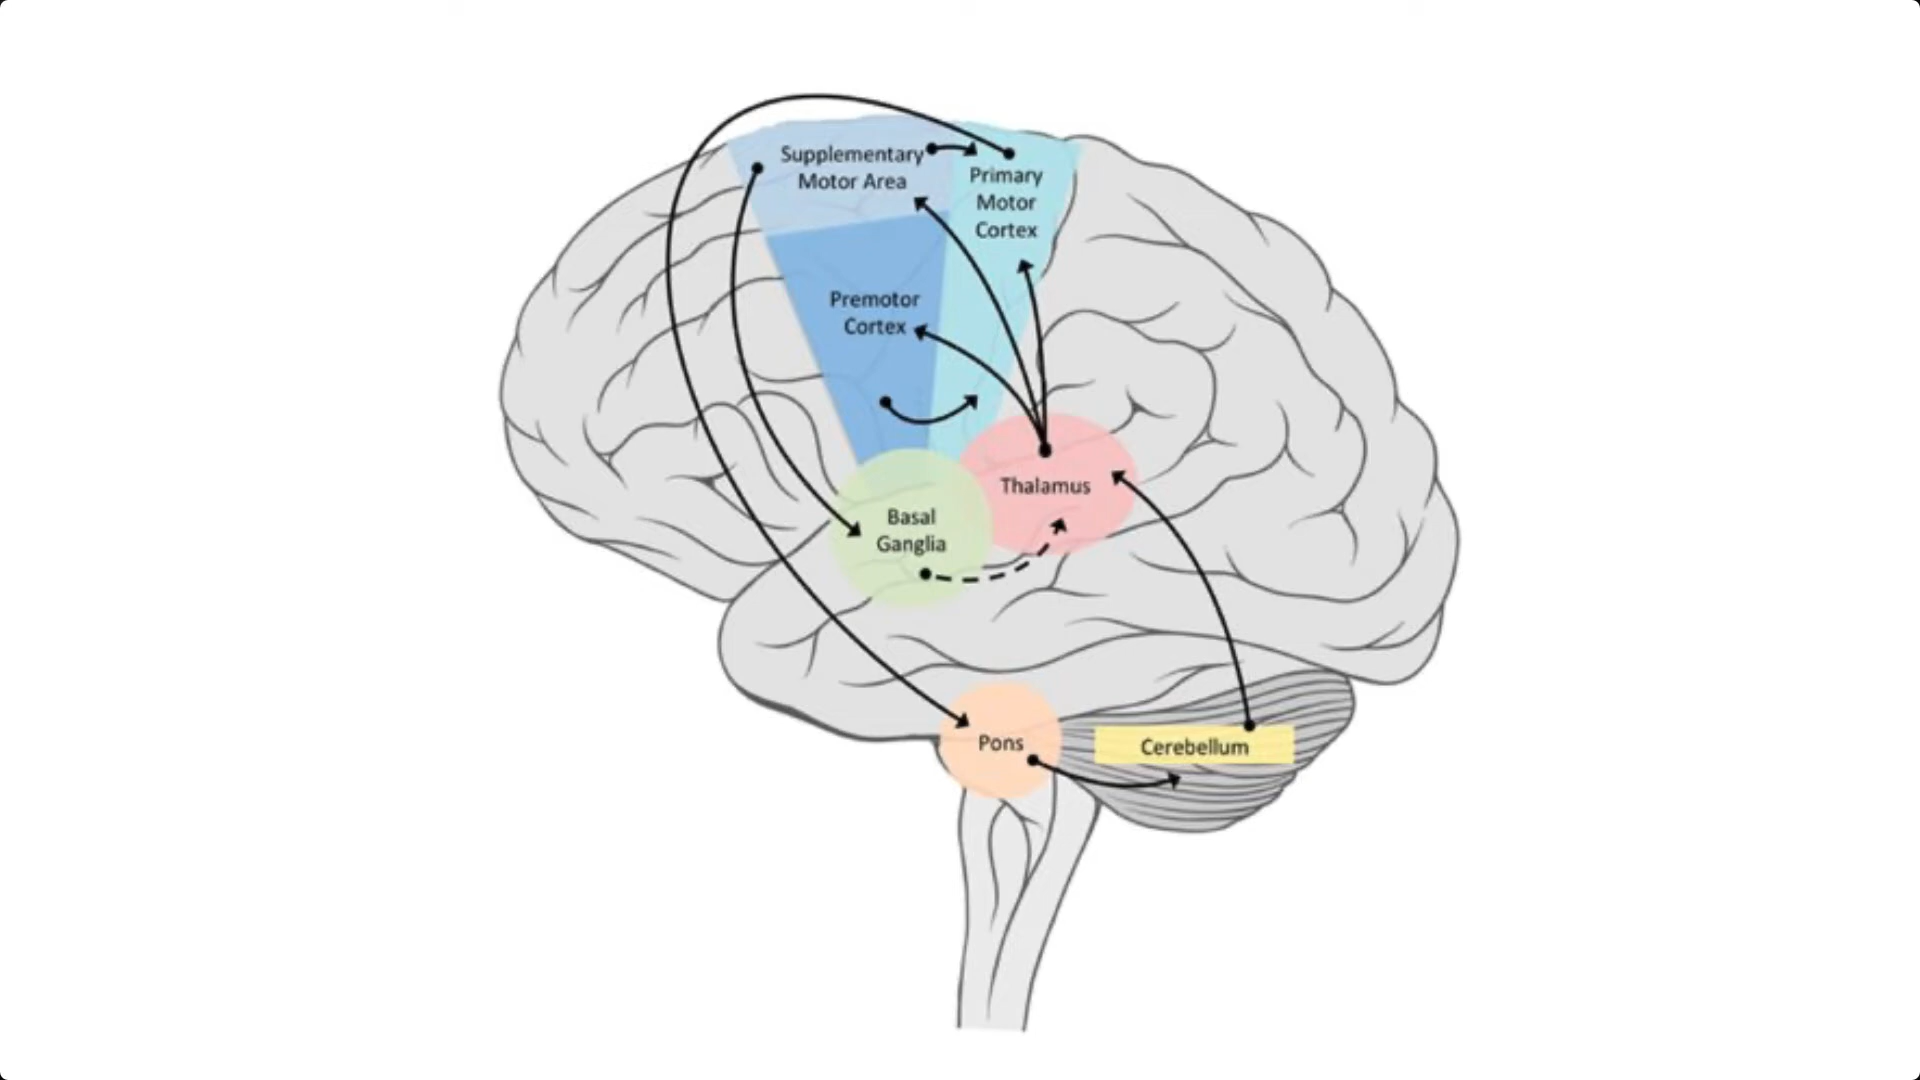 Supplementary
Motor Area
Primary
Motor
Cortex
Premotor
Cortex
Thalamus
Basal
Ganglia
Pons
Cerebellum